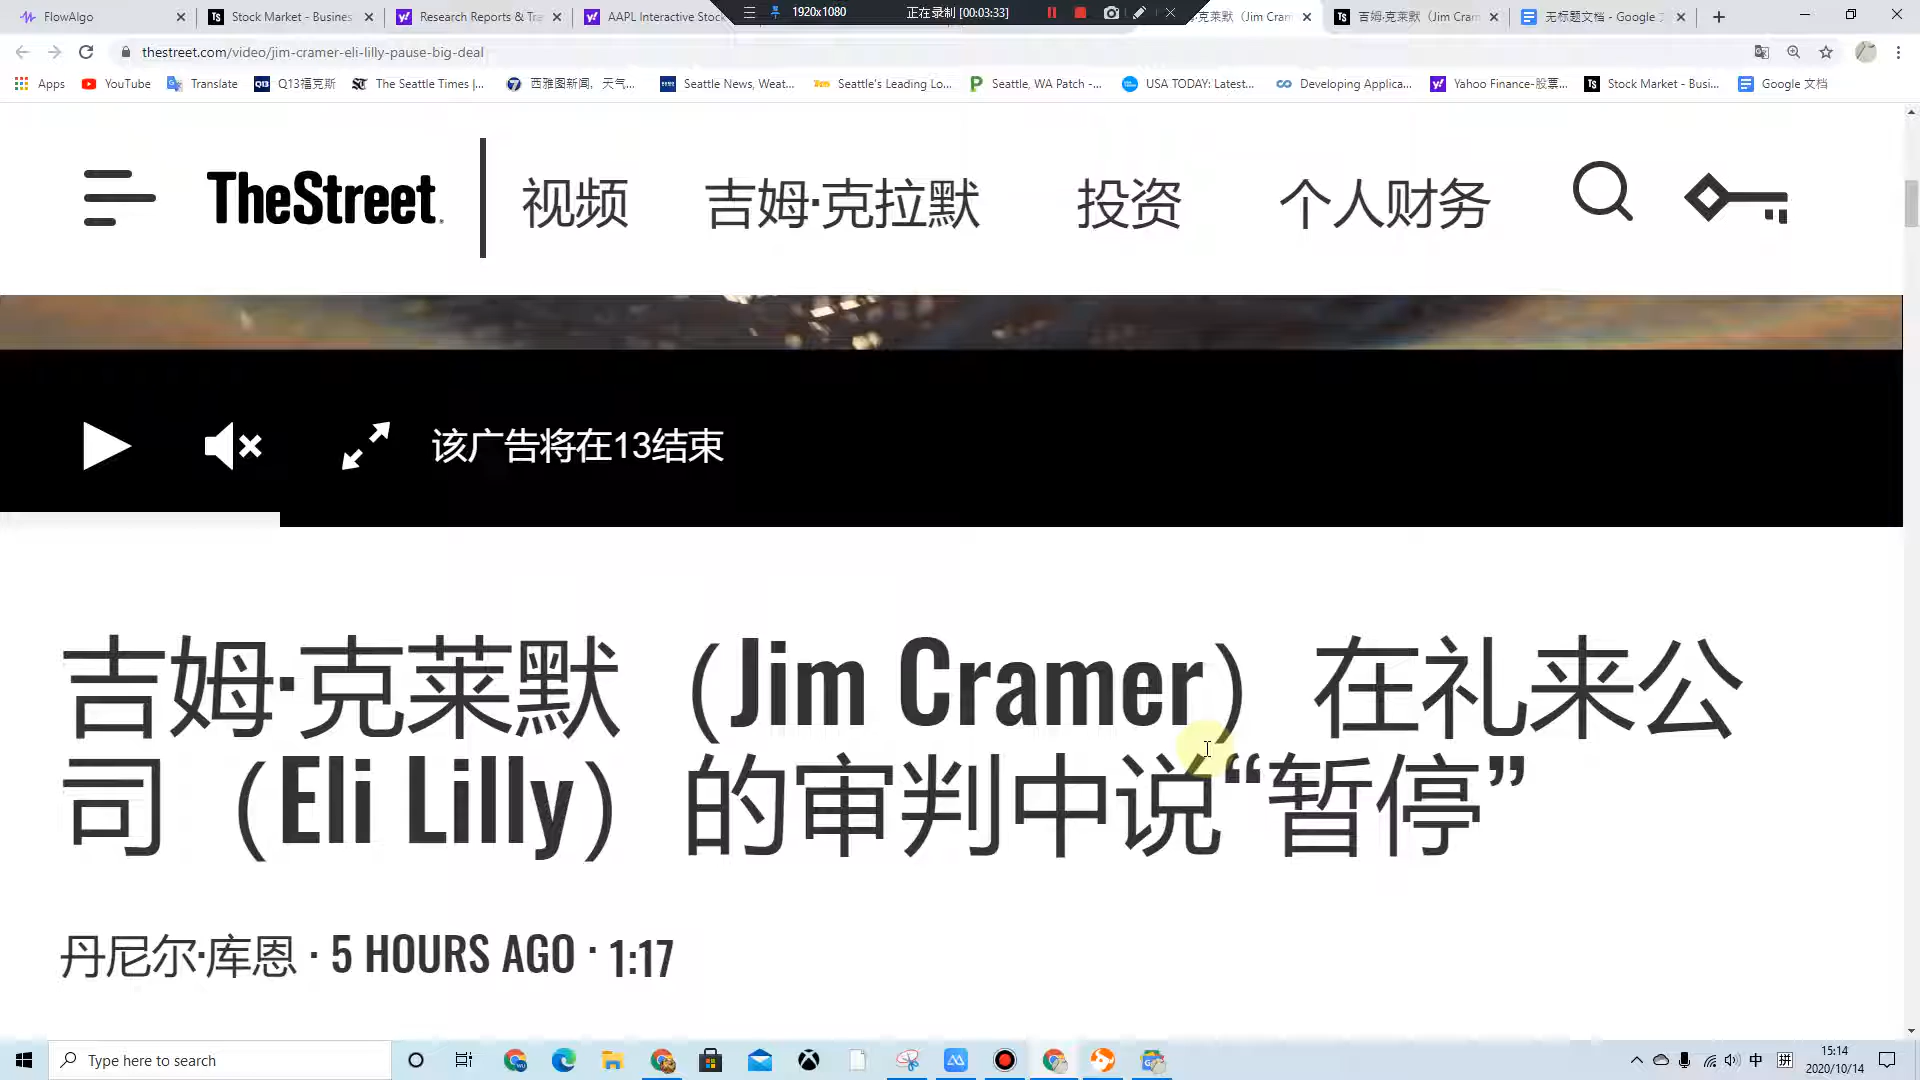 FlowAlgo
Stock Market - Busines
Research Reports & Tra
AAPL Interactive Stock
1920x1080
正在录制 [00:03:33]
克莱默（Jim Cram
吉姆·克莱默（Jim Cram
无标题文档 - Google
thestreet.com/video/jim-cramer-eli-lilly-pause-big-deal
Apps
YouTube
Translate
Q13福克斯
The Seattle Times |...
西雅图新闻，天气...
Seattle News, Weat...
Seattle's Leading Lo...
Seattle, WA Patch -...
USA TODAY: Latest...
Developing Applica...
Yahoo Finance-股票...
Stock Market - Busi...
Google 文档
TheStreet
视频
吉姆·克拉默
投资
个人财务
该广告将在13结束
吉姆·克莱默（Jim Cramer）在礼来公
司（Eli Lilly）的审判中说“暂停”
丹尼尔·库恩 · 5 HOURS AGO · 1:17
Type here to search
中
拼
15:14
2020/10/14